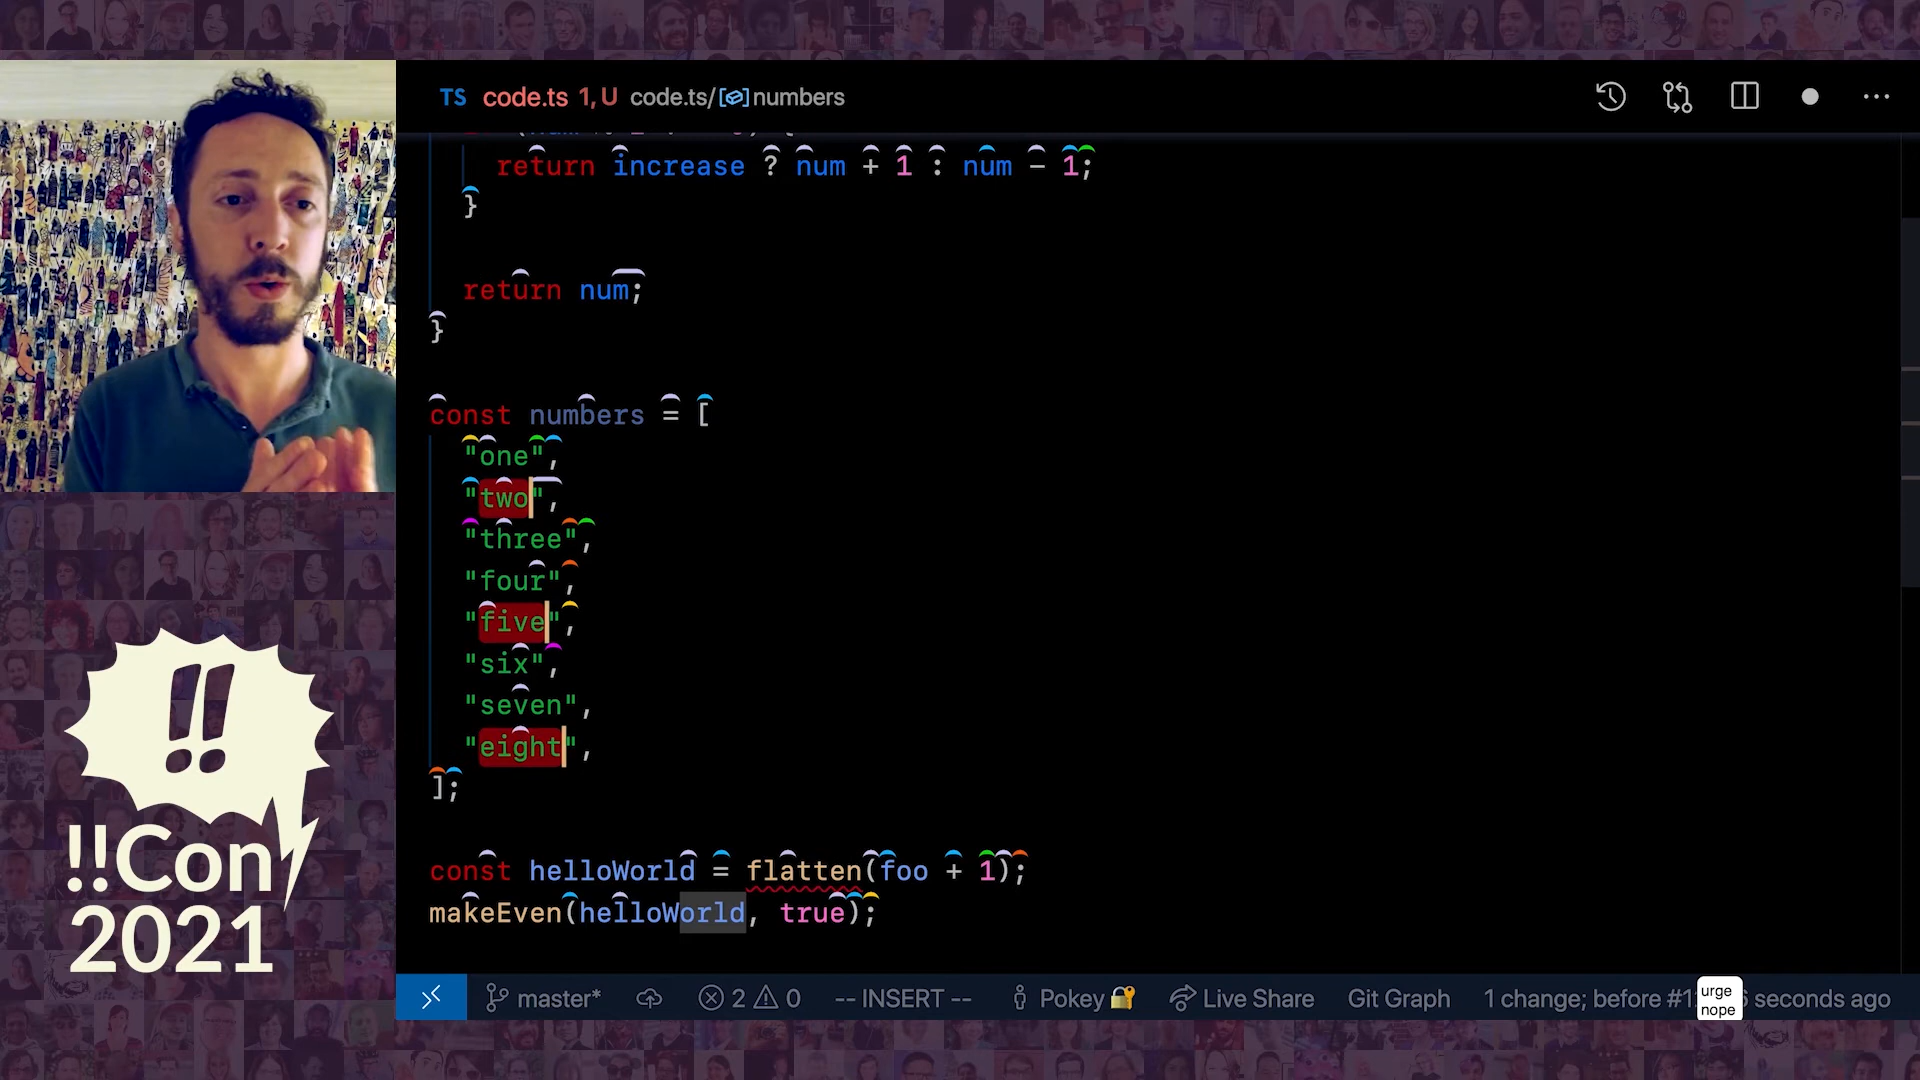 TS code.ts 1, U code.ts/numbers
return increase ? num + 1 : num - 1;
}
return num;
}
const numbers = [
"one",
"two",
"three",
"four",
"five",
"six",
"seven",
"eight",
];
const helloWorld = flatten(foo + 1);
makeEven(helloWorld, true);
master* 2 0 -- INSERT -- Pokey Live Share Git Graph 1 change; before seconds ago
urge
nope
!!
!!Con
2021